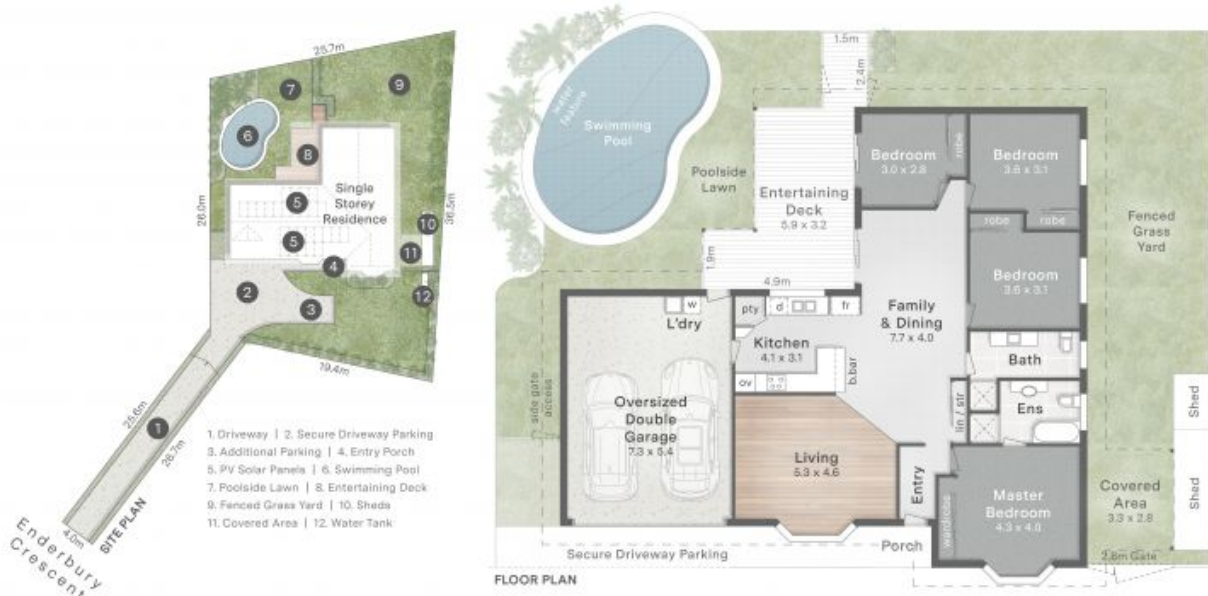 25.7m
7
9
6
8
Single
Storey
Residence
5
5
26.0m
36.5m
10
11
4
12
2
3
19.4m
25.6m
1
26.7m
4.0m
SITE PLAN
Enderbury
Crescent
1. Driveway | 2. Secure Driveway Parking
3. Additional Parking | 4. Entry Porch
5. PV Solar Panels | 6. Swimming Pool
7. Poolside Lawn | 8. Entertaining Deck
9. Fenced Grass Yard | 10. Sheds
11. Covered Area | 12. Water Tank
1.5m
2.4m
water
feature
Swimming
Pool
Poolside
Lawn
Entertaining
Deck
5.9 x 3.2
1.9m
4.9m
Bedroom
3.0 x 2.8
robe
Bedroom
3.6 x 3.1
robe
robe
Bedroom
3.6 x 3.1
Fenced
Grass
Yard
w
L'dry
pty
d
fr
Kitchen
4.1 x 3.1
ov
b.bar
Family
& Dining
7.7 x 4.0
Bath
lin / str
Ens
side gate
access
Oversized
Double
Garage
7.3 x 5.4
Living
5.3 x 4.6
Entry
wardrobe
Master
Bedroom
4.3 x 4.0
Covered
Area
3.3 x 2.8
Shed
Shed
Secure Driveway Parking
Porch
2.6m Gate
FLOOR PLAN